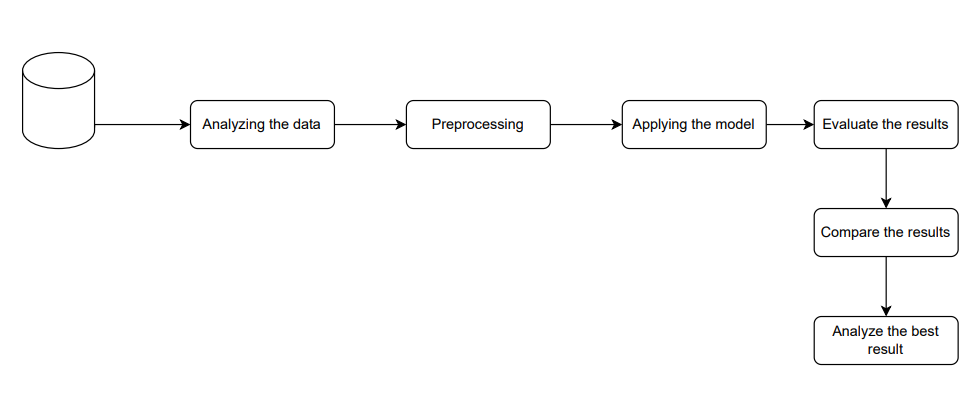 Analyzing the data
Preprocessing
Applying the model
Evaluate the results
Compare the results
Analyze the best
result